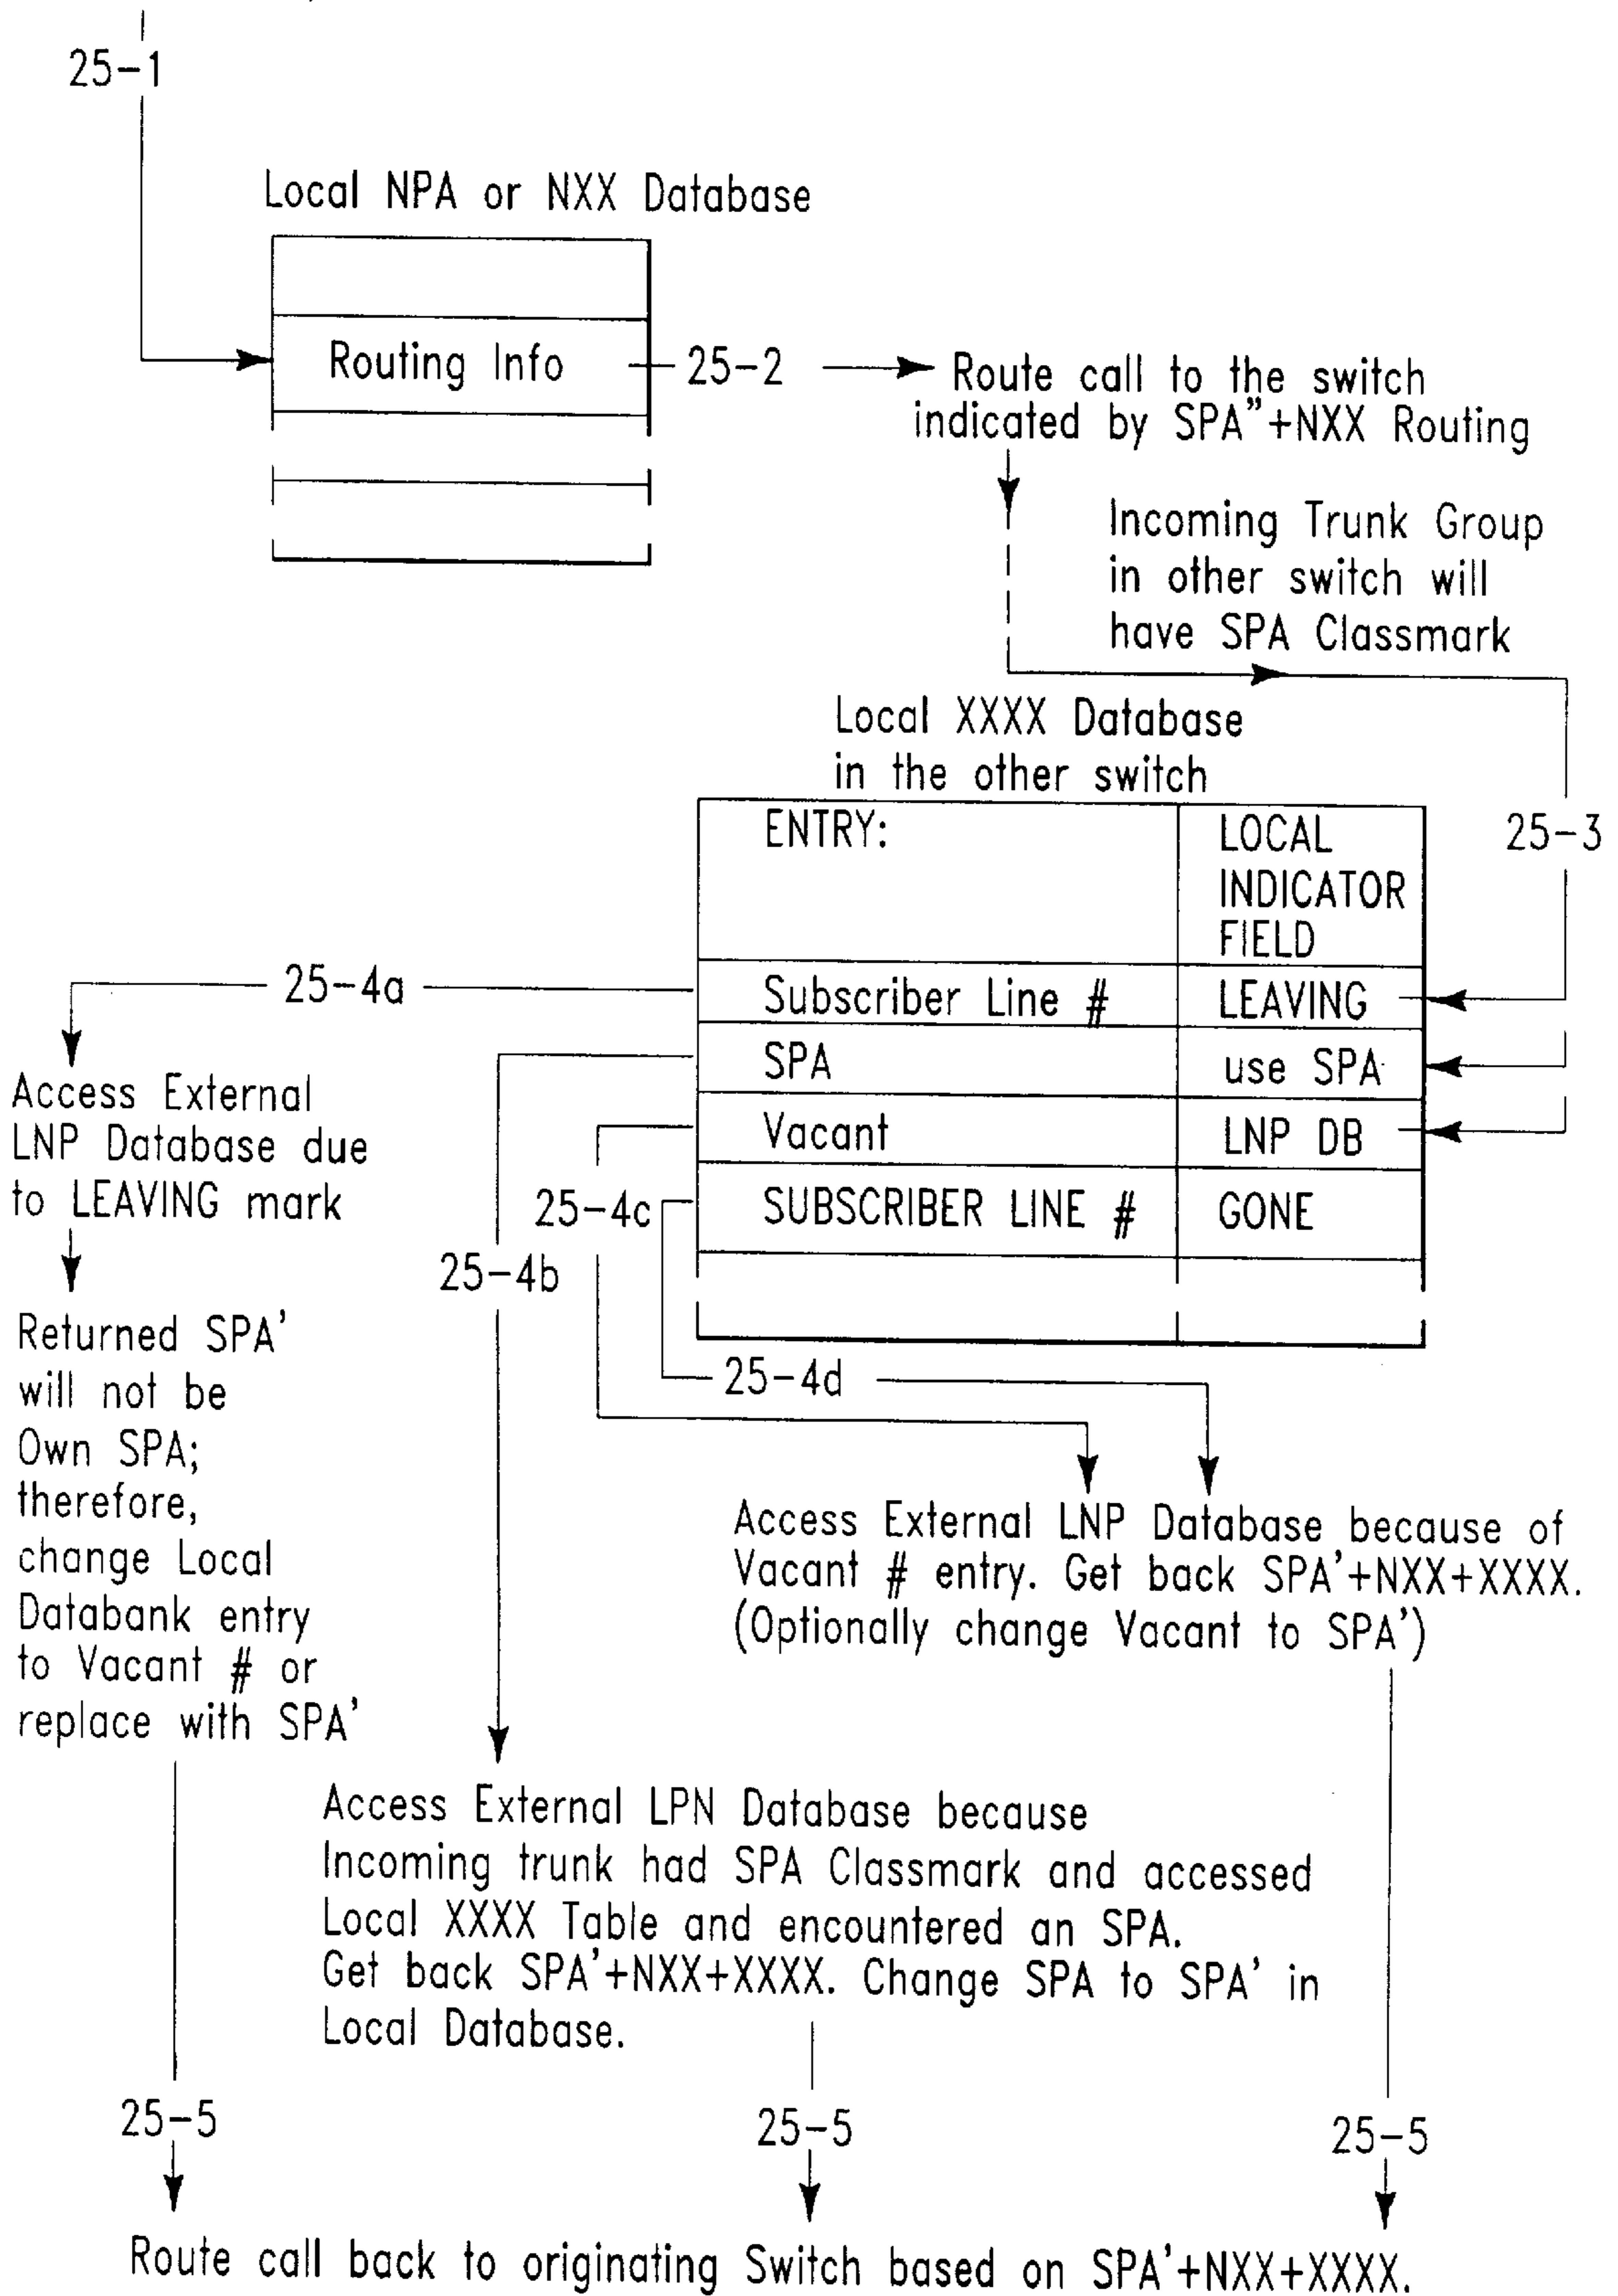 25-1
Local NPA or NXX Database
Routing Info
25-2
Route call to the switch
indicated by SPA"+NXX Routing
Incoming Trunk Group
in other switch will
have SPA Classmark
Local XXXX Database
in the other switch
25-3
ENTRY:
LOCAL
INDICATOR
FIELD
Subscriber Line #
LEAVING
SPA
use SPA
Vacant
LNP DB
SUBSCRIBER LINE #
GONE
25-4a
Access External
LNP Database due
to LEAVING mark
Returned SPA'
will not be
Own SPA;
therefore,
change Local
Databank entry
to Vacant # or
replace with SPA'
25-4c
25-4b
25-4d
Access External LNP Database because of
Vacant # entry. Get back SPA'+NXX+XXXX.
(Optionally change Vacant to SPA')
Access External LPN Database because
Incoming trunk had SPA Classmark and accessed
Local XXXX Table and encountered an SPA.
Get back SPA'+NXX+XXXX. Change SPA to SPA' in
Local Database.
25-5
25-5
25-5
Route call back to originating Switch based on SPA'+NXX+XXXX.